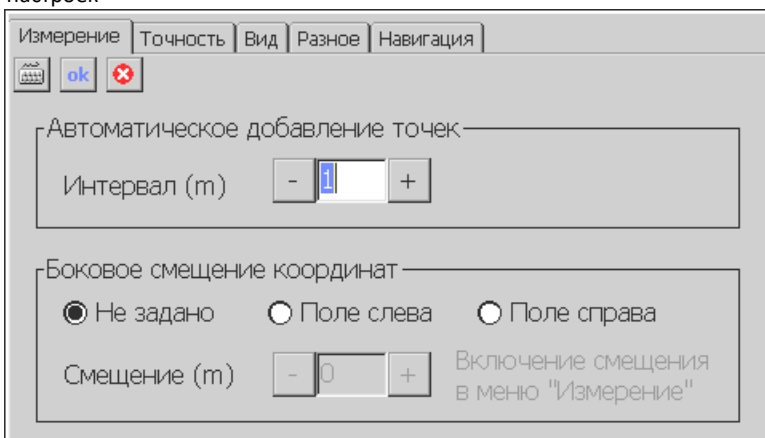 настроек
Измерение Точность Вид Разное Навигация
ok
Автоматическое добавление точек
Интервал (m) - 1 +
Боковое смещение координат
Не задано Поле слева Поле справа
Смещение (m) - 0 + Включение смещения
в меню "Измерение"